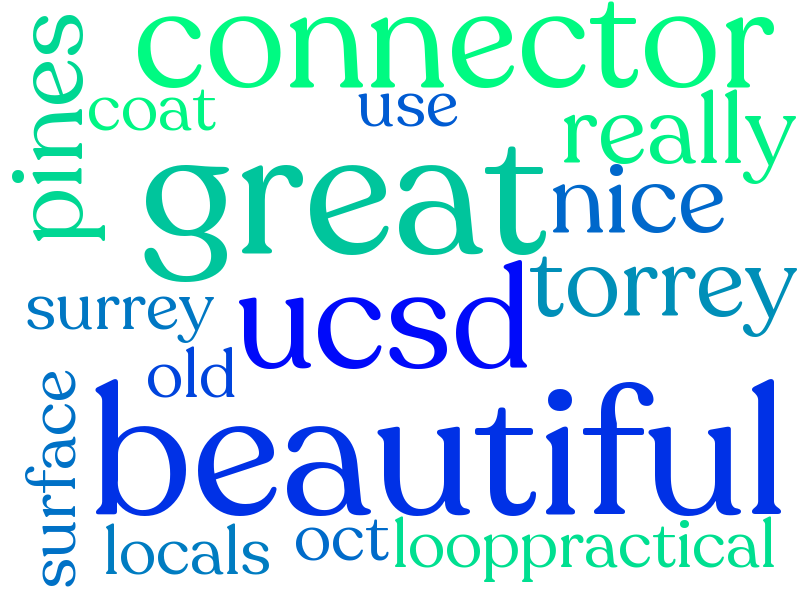 connector
pines
coat
use
really
great
nice
torrey
surrey
ucsd
old
beautiful
surface
locals
oct
loop
practical